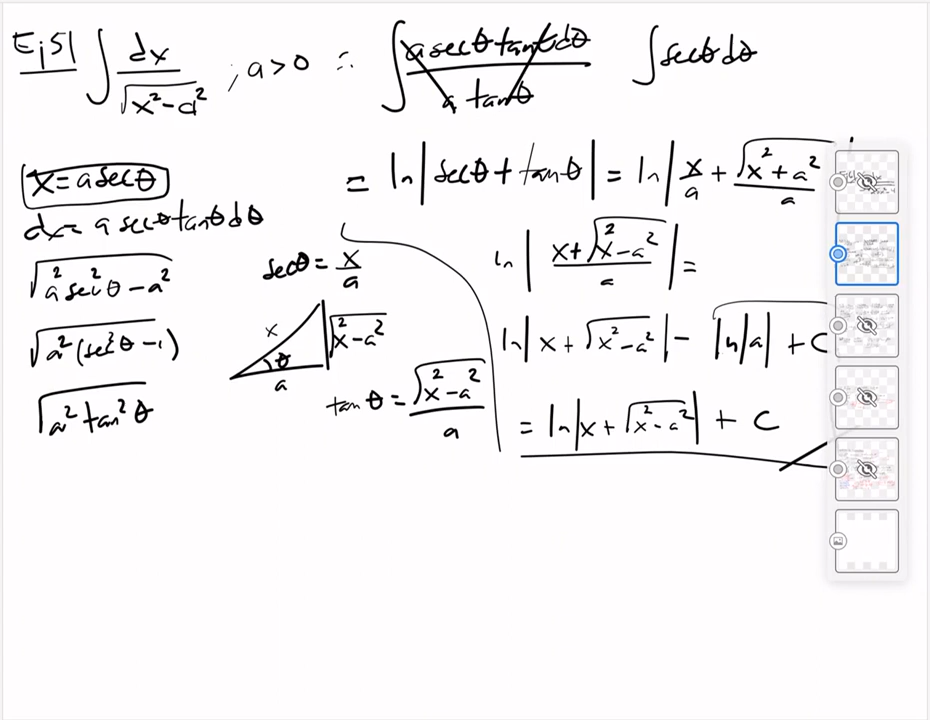 Ej5| ∫ dx / √(x²-a²) ; a>0 ∴ ∫ a secθ tanθ dθ / a tanθ ∫ secθ dθ
x = a secθ
dx = a secθ tanθ dθ
= ln|secθ + tanθ| = ln|x/a + √(x²+a²)/a
√(a² sec²θ - a²)
secθ = x/a
ln|(x+√(x²-a²))/a| =
√(a²(sec²θ - 1))
x
√(x²-a²)
θ
a
ln|x + √(x²-a²)| - ln|a| + C
√(a² tan²θ)
tanθ = √(x²-a²)/a
= ln|x + √(x²-a²)| + C